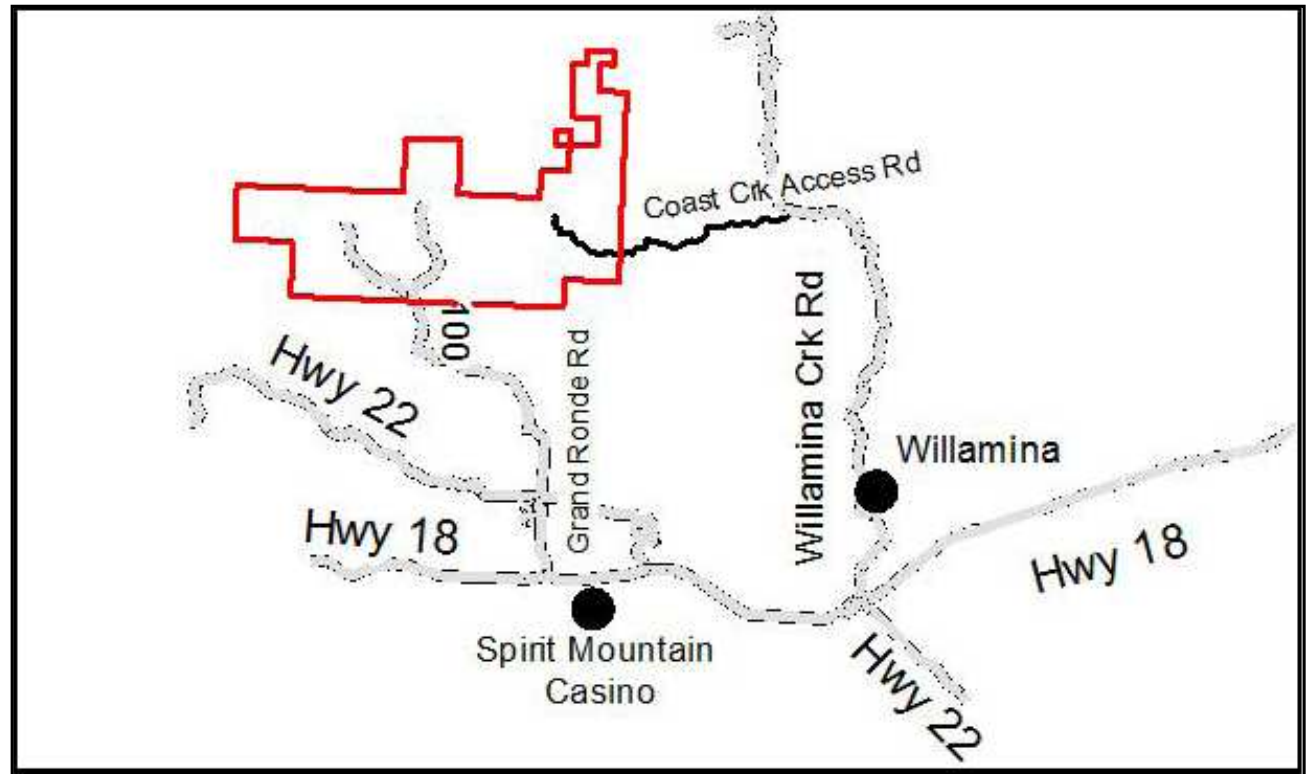 Coast Crk Access Rd
100
Hwy 22
Grand Ronde Rd
Willamina Crk Rd
Willamina
Hwy 18
Hwy 18
Spirit Mountain
Casino
Hwy 22